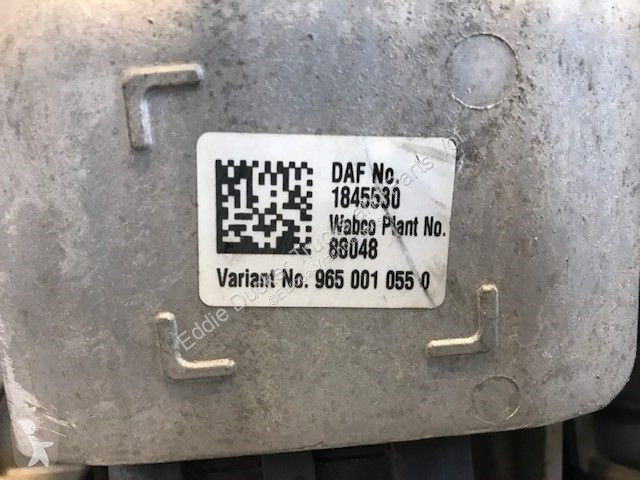 DAF No.
1845530
Wabco Plant No.
88048
Variant No. 965 001 055 0